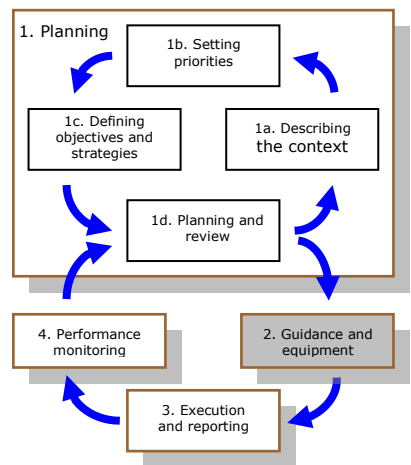 1. Planning
1b. Setting
priorities
1c. Defining
objectives and
strategies
1a. Describing
the context
1d. Planning and
review
4. Performance
monitoring
2. Guidance and
equipment
3. Execution
and reporting